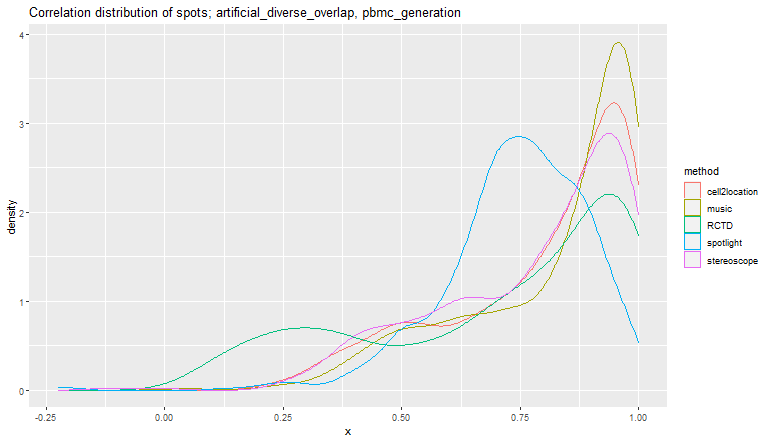 Correlation distribution of spots; artificial_diverse_overlap, pbmc_generation
4
3
2
1
0
density
-0.25 0.00 0.25 0.50 0.75 1.00
x
method
cell2location
music
RCTD
spotlight
stereoscope